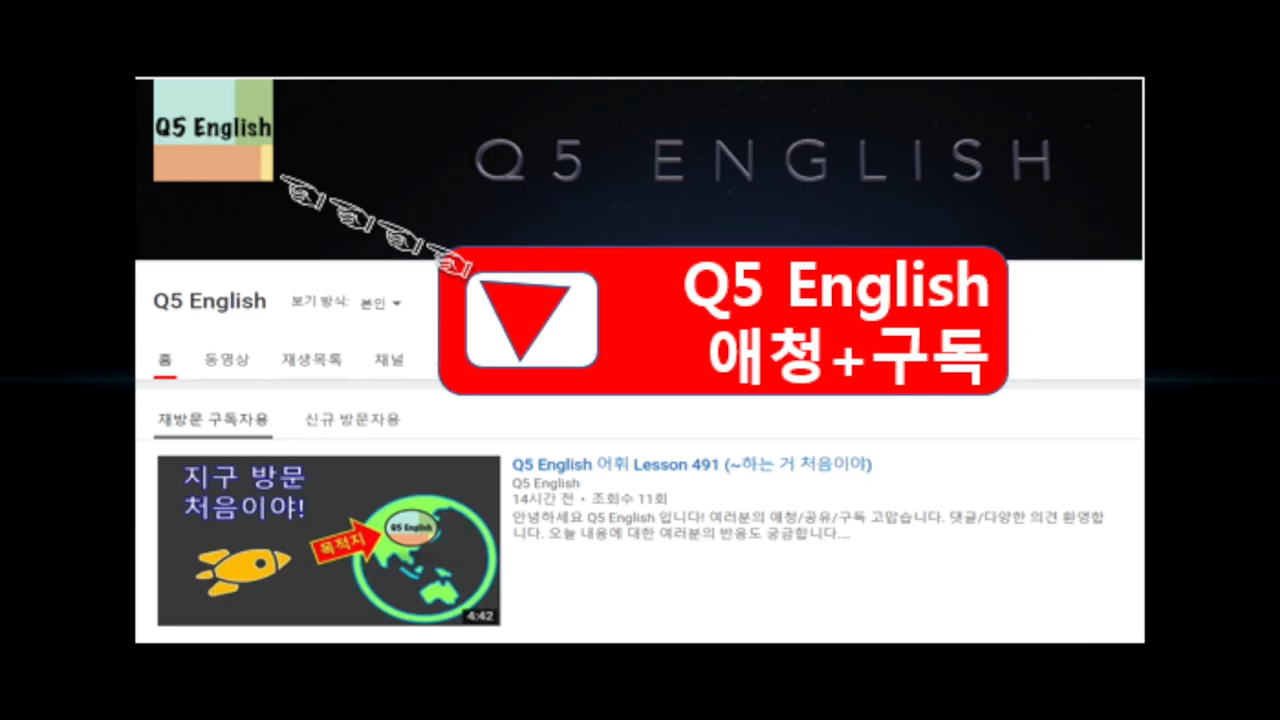 Q5 English
Q5 ENGLISH
Q5 English
애청+구독
Q5 English 보기 방식: 본인
홈 동영상 재생목록 채널
재방문 구독자용 신규 방문자용
지구 방문
처음이야!
Q5 English
목적지
4:42
Q5 English 어휘 Lesson 491 (~하는 거 처음이야)
Q5 English
14시간 전 • 조회수 11회
안녕하세요 Q5 English 입니다! 여러분의 애청/공유/구독 고맙습니다. 댓글/다양한 의견 환영합
니다. 오늘 내용에 대한 여러분의 반응도 궁금합니다....